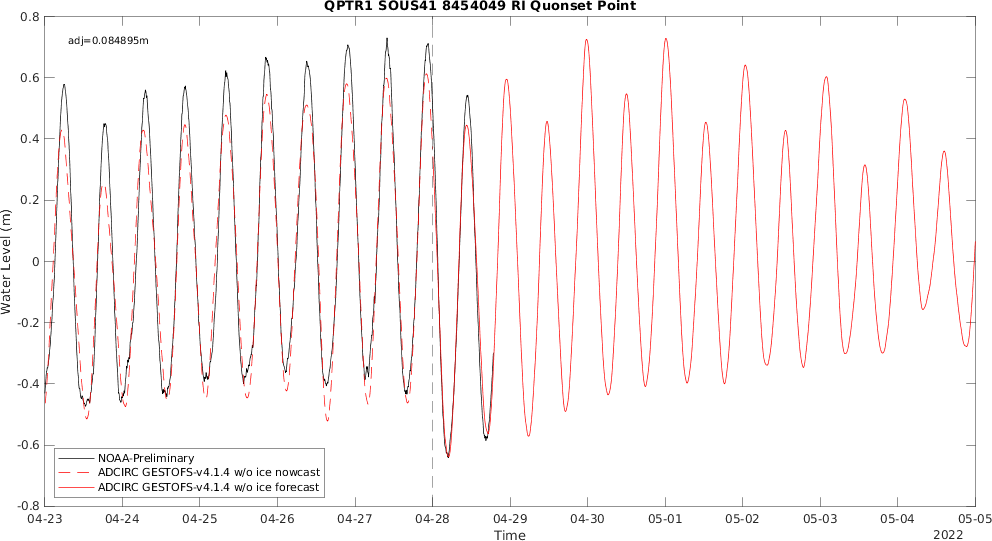 QPTR1 SOUS41 8454049 RI Quonset Point
adj=0.084895m
0.8
0.6
0.4
0.2
0
-0.2
-0.4
-0.6
-0.8
Water Level (m)
NOAA-Preliminary
ADCIRC GESTOFS-v4.1.4 w/o ice nowcast
ADCIRC GESTOFS-v4.1.4 w/o ice forecast
04-23 04-24 04-25 04-26 04-27 04-28 04-29 04-30 05-01 05-02 05-03 05-04 05-05
Time
2022